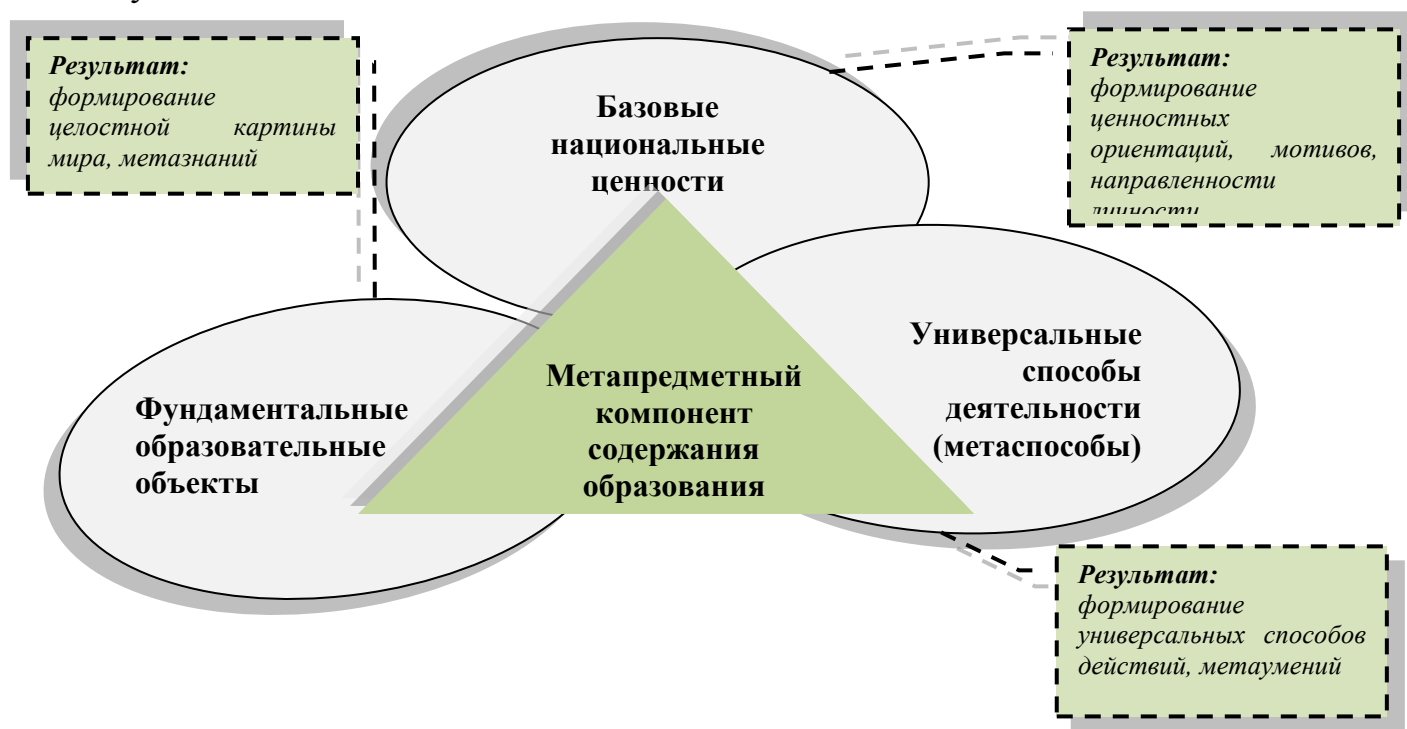 Результат:
формирование
целостной картины
мира, метазнаний
Базовые
национальные
ценности
Результат:
формирование
ценностных
ориентаций, мотивов,
направленности
личности
Фундаментальные
образовательные
объекты
Метапредметный
компонент
содержания
образования
Универсальные
способы
деятельности
(метаспособы)
Результат:
формирование
универсальных способов
действий, метаумений